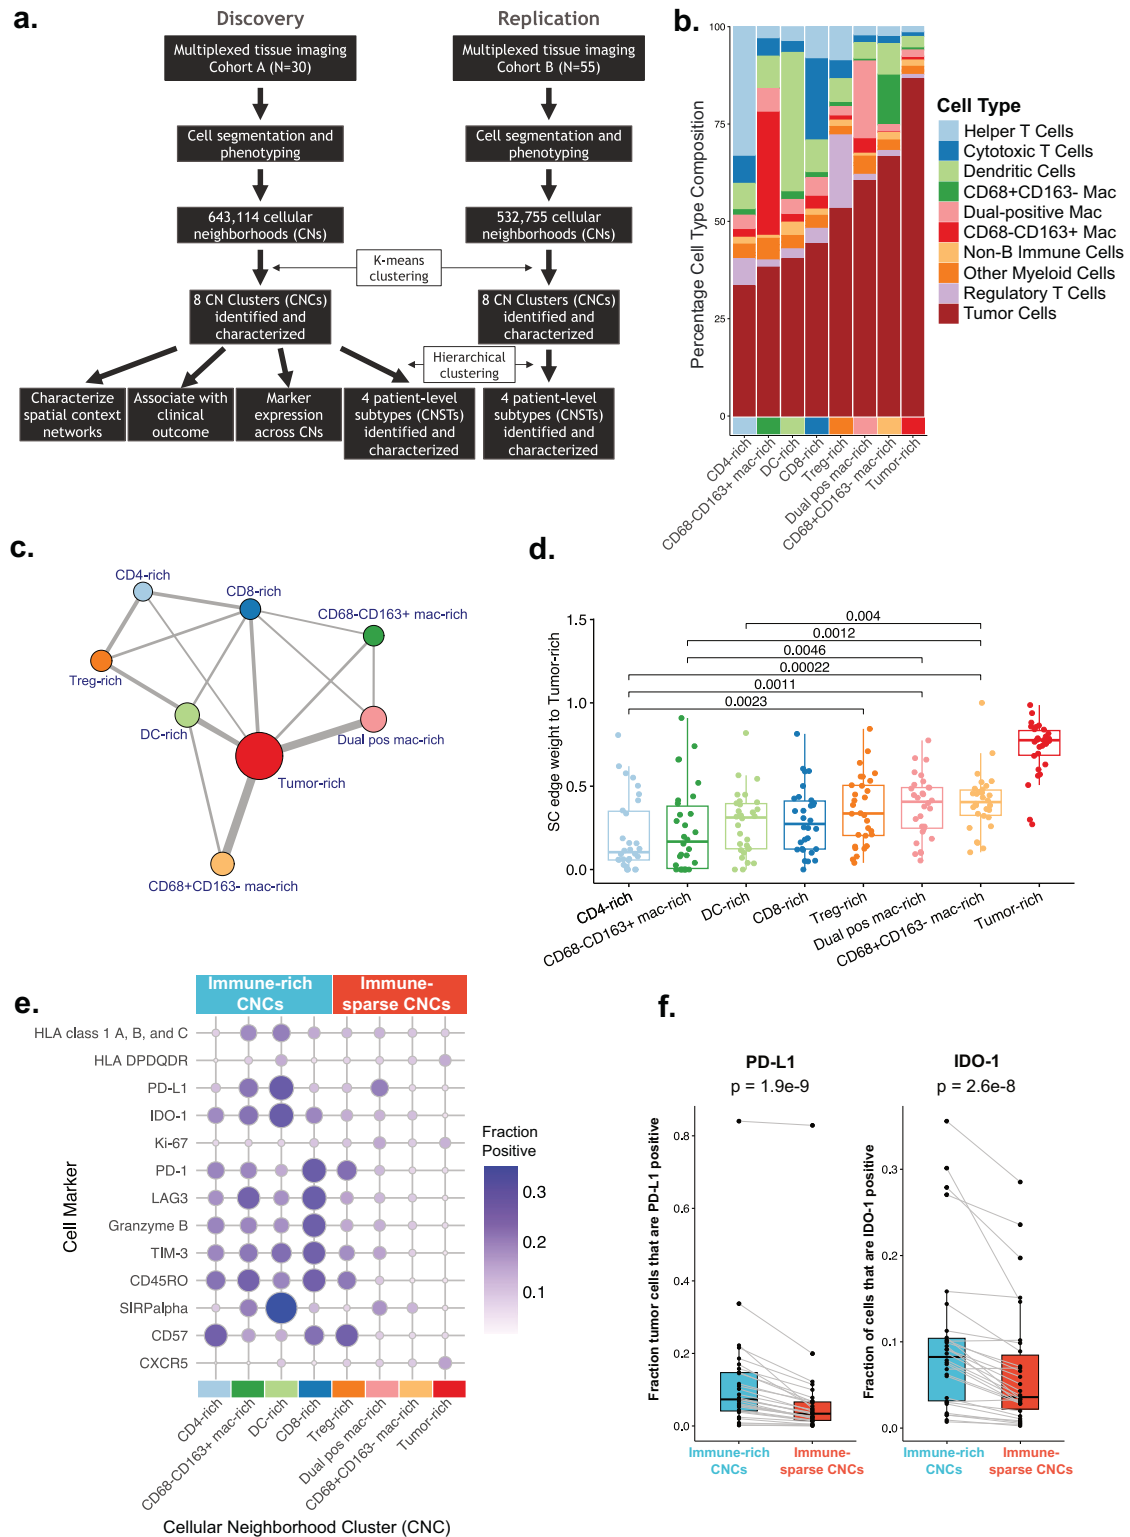 a.
Discovery
Replication
Multiplexed tissue imaging
Cohort A (N=30)
Multiplexed tissue imaging
Cohort B (N=55)
Cell segmentation and
phenotyping
Cell segmentation and
phenotyping
643,114 cellular
neighborhoods (CNs)
532,755 cellular
neighborhoods (CNs)
K-means
clustering
8 CN Clusters (CNCs)
identified and
characterized
8 CN Clusters (CNCs)
identified and
characterized
Hierarchical
clustering
Characterize
spatial context
networks
Associate with
clinical
outcome
Marker
expression
across CNs
4 patient-level
subtypes (CNSTs)
identified and
characterized
4 patient-level
subtypes (CNSTs)
identified and
characterized
b.
Percentage Cell Type Composition
100
75
50
25
0
CD4-rich
CD68-CD163+ mac-rich
DC-rich
CD8-rich
Treg-rich
Dual pos mac-rich
CD68+CD163- mac-rich
Tumor-rich
Cell Type
Helper T Cells
Cytotoxic T Cells
Dendritic Cells
CD68+CD163- Mac
Dual-positive Mac
CD68-CD163+ Mac
Non-B Immune Cells
Other Myeloid Cells
Regulatory T Cells
Tumor Cells
c.
CD4-rich
CD8-rich
CD68-CD163+ mac-rich
Treg-rich
DC-rich
Dual pos mac-rich
Tumor-rich
CD68+CD163- mac-rich
d.
SC edge weight to Tumor-rich
1.5
1.0
0.5
0.0
0.004
0.0012
0.0046
0.00022
0.0011
0.0023
CD4-rich
CD68-CD163+ mac-rich
DC-rich
CD8-rich
Treg-rich
Dual pos mac-rich
CD68+CD163- mac-rich
Tumor-rich
e.
Immune-rich
CNCs
Immune-
sparse CNCs
Cell Marker
HLA class 1 A, B, and C
HLA DPDQDR
PD-L1
IDO-1
Ki-67
PD-1
LAG3
Granzyme B
TIM-3
CD45RO
SIRPalpha
CD57
CXCR5
Fraction
Positive
0.3
0.2
0.1
CD4-rich
CD68-CD163+ mac-rich
DC-rich
CD8-rich
Treg-rich
Dual pos mac-rich
CD68+CD163- mac-rich
Tumor-rich
Cellular Neighborhood Cluster (CNC)
f.
PD-L1
p = 1.9e-9
Fraction tumor cells that are PD-L1 positive
0.8
0.6
0.4
0.2
0.0
Immune-rich
CNCs
Immune-
sparse CNCs
IDO-1
p = 2.6e-8
Fraction of cells that are IDO-1 positive
0.3
0.2
0.1
0.0
Immune-rich
CNCs
Immune-
sparse CNCs